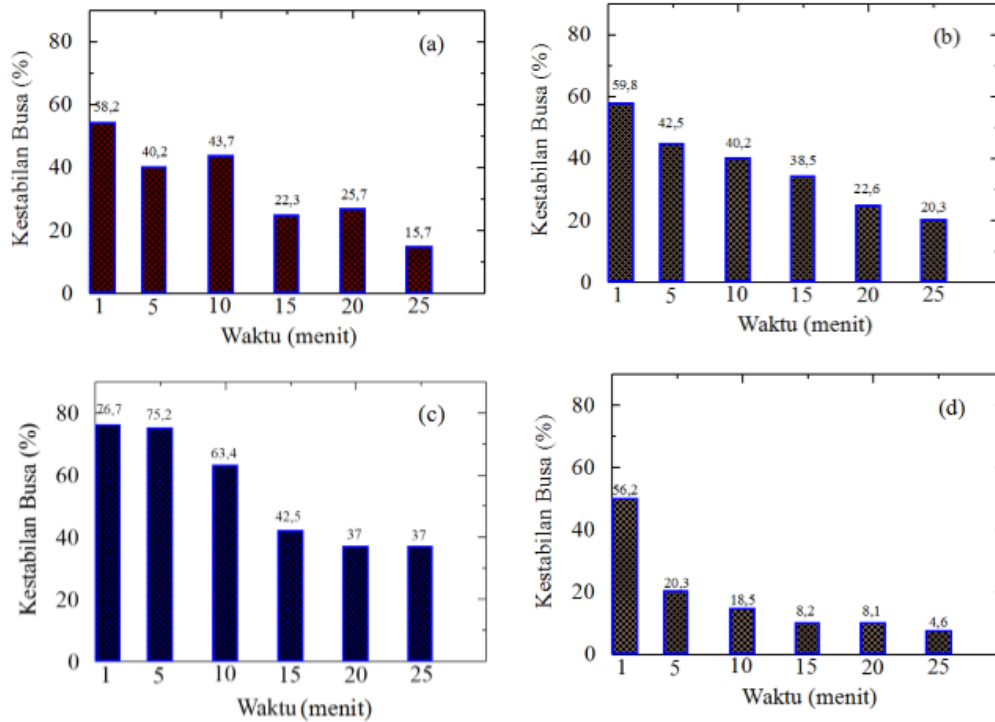 (a)
Kestabilan Busa (%)
80
60
40
20
0
58,2
40,2
43,7
22,3
25,7
15,7
1 5 10 15 20 25
Waktu (menit)
(b)
Kestabilan Busa (%)
80
60
40
20
0
59,8
42,5
40,2
38,5
22,6
20,3
1 5 10 15 20 25
Waktu (menit)
(c)
Kestabilan Busa (%)
80
60
40
20
0
76,7
75,2
63,4
42,5
37
37
1 5 10 15 20 25
Waktu (menit)
(d)
Kestabilan Busa (%)
80
60
40
20
0
56,2
20,3
18,5
8,2
8,1
4,6
1 5 10 15 20 25
Waktu (menit)